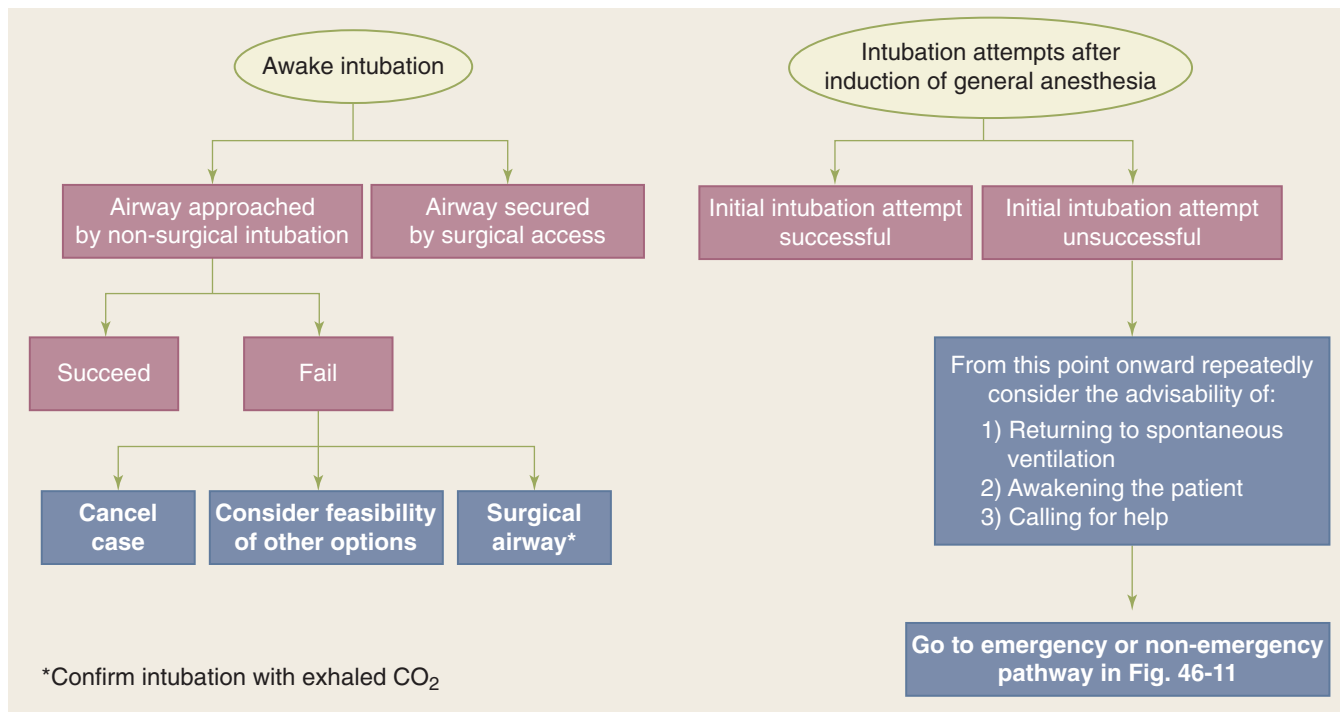 Awake intubation
Airway approached
by non-surgical intubation
Airway secured
by surgical access
Succeed
Fail
Cancel
case
Consider feasibility
of other options
Surgical
airway*
*Confirm intubation with exhaled CO2
Intubation attempts after
induction of general anesthesia
Initial intubation attempt
successful
Initial intubation attempt
unsuccessful
From this point onward repeatedly
consider the advisability of:
1) Returning to spontaneous
ventilation
2) Awakening the patient
3) Calling for help
Go to emergency or non-emergency
pathway in Fig. 46-11